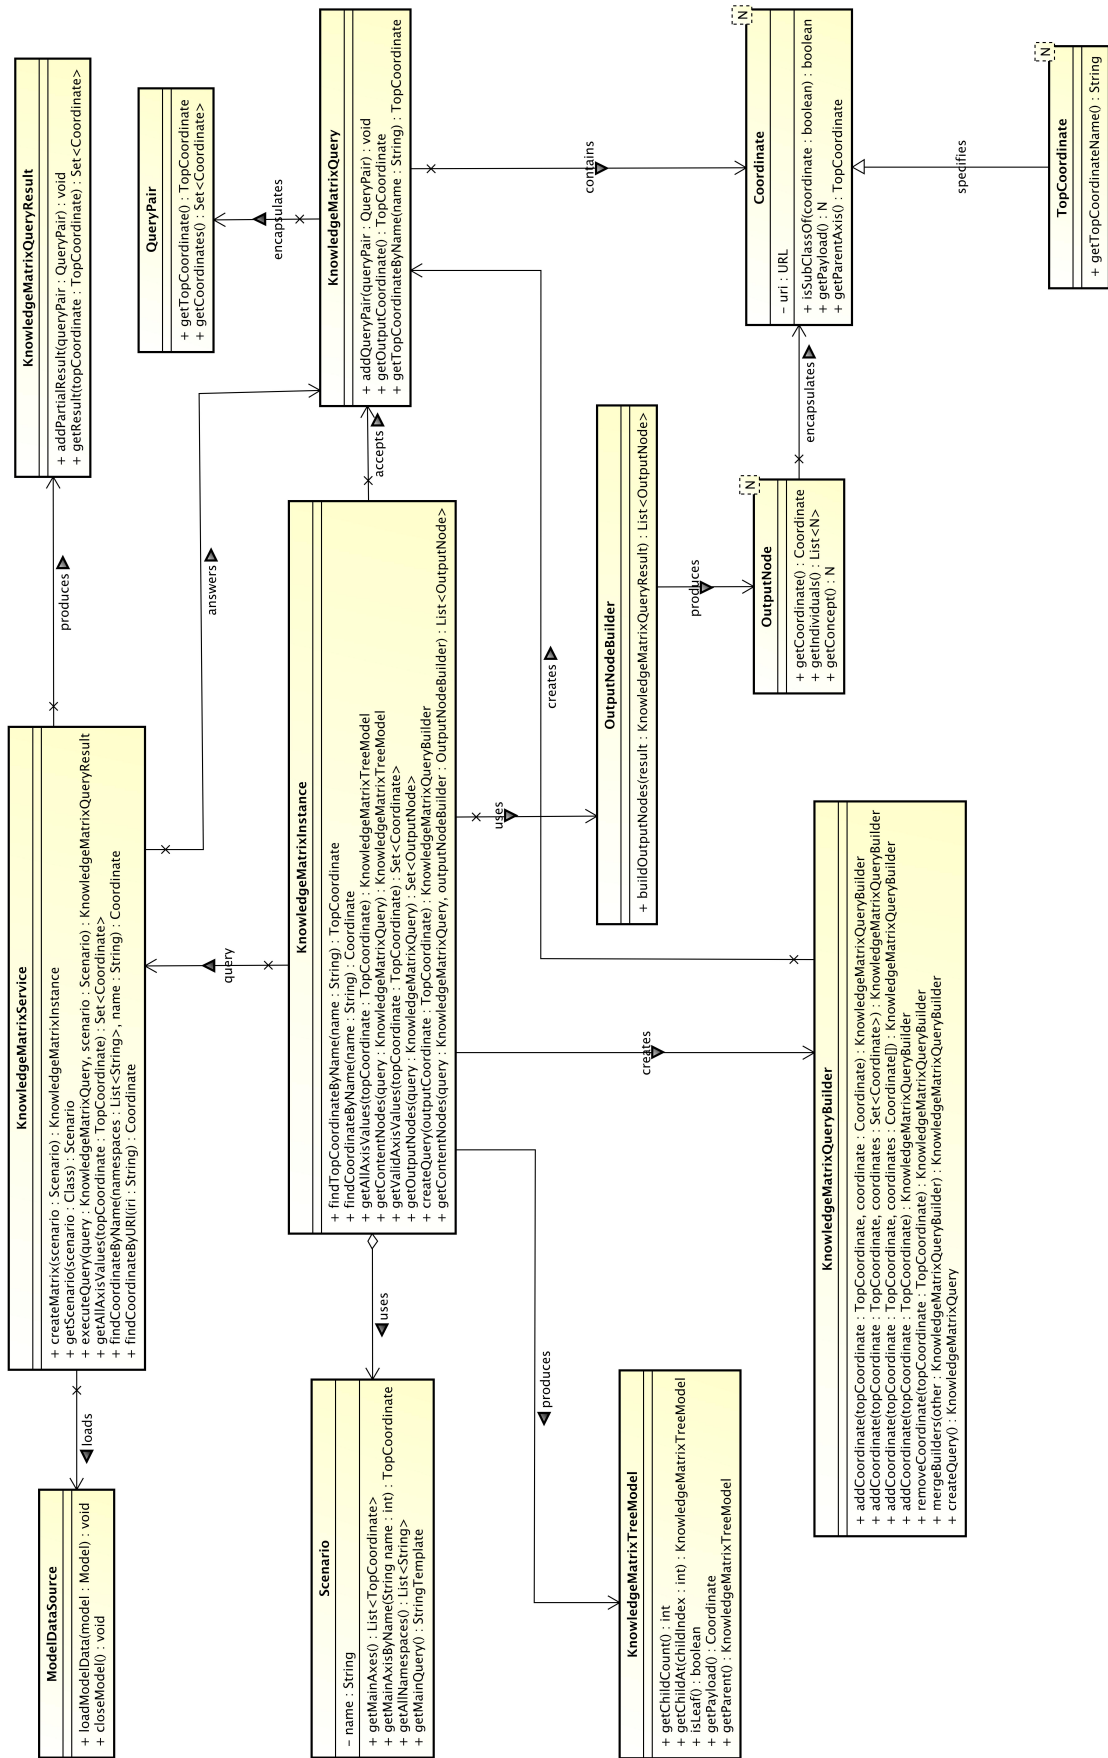 ModelDataSource
+ loadModelData(model : Model) : void
+ closeModel() : void
loads
KnowledgeMatrixService
+ createMatrix(scenario : Scenario) : KnowledgeMatrixInstance
+ getScenario(scenario : Class) : Scenario
+ executeQuery(query : KnowledgeMatrixQuery, scenario : Scenario) : KnowledgeMatrixQueryResult
+ getAllAxisValues(topCoordinate : TopCoordinate) : Set<Coordinate>
+ findCoordinateByName(namespaces : List<String>, name : String) : Coordinate
+ findCoordinateByURI(iri : String) : Coordinate
produces
KnowledgeMatrixQueryResult
+ addPartialResult(queryPair : QueryPair) : void
+ getResult(topCoordinate : TopCoordinate) : Set<Coordinate>
answers
QueryPair
+ getTopCoordinate() : TopCoordinate
+ getCoordinates() : Set<Coordinate>
query
encapsulates
Scenario
- name : String
+ getMainAxes() : List<TopCoordinate>
+ getMainAxisByName(String name : int) : TopCoordinate
+ getAllNamespaces() : List<String>
+ getMainQuery() : StringTemplate
uses
KnowledgeMatrixInstance
+ findTopCoordinateByName(name : String) : TopCoordinate
+ findCoordinateByName(name : String) : Coordinate
+ getAllAxisValues(topCoordinate : TopCoordinate) : KnowledgeMatrixTreeModel
+ getContentNodes(query : KnowledgeMatrixQuery) : KnowledgeMatrixTreeModel
+ getValidAxisValues(topCoordinate : TopCoordinate) : Set<Coordinate>
+ getOutputNodes(query : KnowledgeMatrixQuery) : Set<OutputNode>
+ createQuery(outputCoordinate : TopCoordinate) : KnowledgeMatrixQueryBuilder
+ getContentNodes(query : KnowledgeMatrixQuery, outputNodeBuilder : OutputNodeBuilder) : List<OutputNode>
accepts
KnowledgeMatrixQuery
+ addQueryPair(queryPair : QueryPair) : void
+ getOutputCoordinate() : TopCoordinate
+ getTopCoordinateByName(name : String) : TopCoordinate
produces
creates
uses
creates
contains
KnowledgeMatrixTreeModel
+ getChildCount() : int
+ getChildAt(childIndex : int) : KnowledgeMatrixTreeModel
+ isLeaf() : boolean
+ getPayload() : Coordinate
+ getParent() : KnowledgeMatrixTreeModel
OutputNodeBuilder
+ buildOutputNodes(result : KnowledgeMatrixQueryResult) : List<OutputNode>
produces
N
OutputNode
+ getCoordinate() : Coordinate
+ getIndividuals() : List<N>
+ getConcept() : N
encapsulates
N
Coordinate
- uri : URL
+ isSubClassOf(coordinate : boolean) : boolean
+ getPayload() : N
+ getParentAxis() : TopCoordinate
KnowledgeMatrixQueryBuilder
+ addCoordinate(topCoordinate : TopCoordinate, coordinate : Coordinate) : KnowledgeMatrixQueryBuilder
+ addCoordinate(topCoordinate : TopCoordinate, coordinates : Set<Coordinate>) : KnowledgeMatrixQueryBuilder
+ addCoordinate(topCoordinate : TopCoordinate, coordinates : Coordinate[]) : KnowledgeMatrixQueryBuilder
+ addCoordinate(topCoordinate : TopCoordinate) : KnowledgeMatrixQueryBuilder
+ removeCoordinate(topCoordinate : TopCoordinate) : KnowledgeMatrixQueryBuilder
+ mergeBuilders(other : KnowledgeMatrixQueryBuilder) : KnowledgeMatrixQueryBuilder
+ createQuery() : KnowledgeMatrixQuery
specifies
N
TopCoordinate
+ getTopCoordinateName() : String